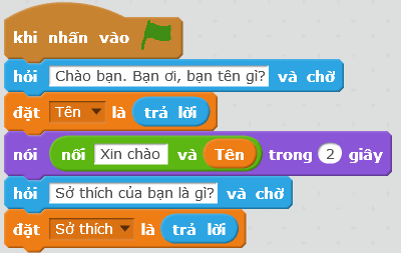 khi nhấn vào
hỏi Chào bạn. Bạn ơi, bạn tên gì? và chờ
đặt Tên là trả lời
nói nối Xin chào và Tên trong 2 giây
hỏi Sở thích của bạn là gì? và chờ
đặt Sở thích là trả lời